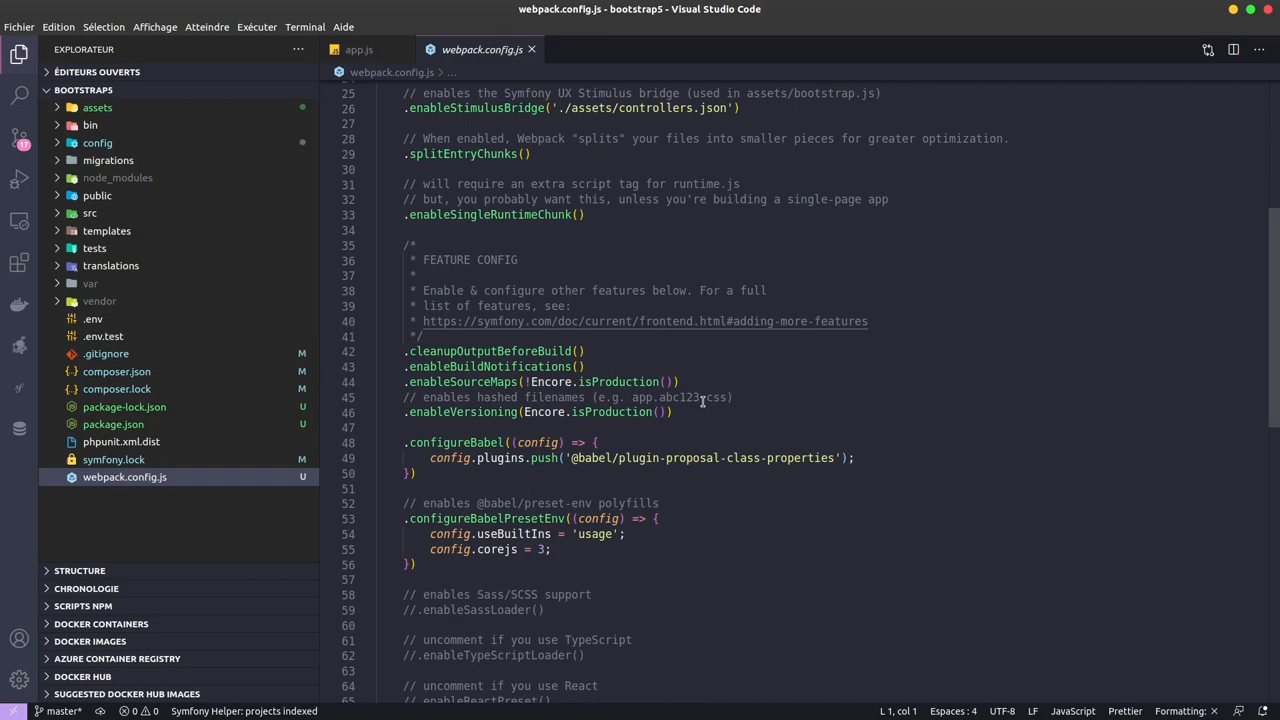 webpack.config.js - bootstrap5 - Visual Studio Code
Fichier Edition Sélection Affichage Atteindre Exécuter Terminal Aide
EXPLORATEUR
app.js
webpack.config.js
ÉDITEURS OUVERTS
webpack.config.js > ...
BOOTSTRAP5
assets
bin
config
migrations
node_modules
public
src
templates
tests
translations
var
vendor
.env
.env.test
.gitignore M
composer.json M
composer.lock M
package-lock.json U
package.json U
phpunit.xml.dist
symfony.lock M
webpack.config.js U
17
STRUCTURE
CHRONOLOGIE
SCRIPTS NPM
DOCKER CONTAINERS
DOCKER IMAGES
AZURE CONTAINER REGISTRY
DOCKER HUB
SUGGESTED DOCKER HUB IMAGES
25 // enables the Symfony UX Stimulus bridge (used in assets/bootstrap.js)
26 .enableStimulusBridge('./assets/controllers.json')
27
28 // When enabled, Webpack "splits" your files into smaller pieces for greater optimization.
29 .splitEntryChunks()
30
31 // will require an extra script tag for runtime.js
32 // but, you probably want this, unless you're building a single-page app
33 .enableSingleRuntimeChunk()
34
35 /*
36 * FEATURE CONFIG
37 *
38 * Enable & configure other features below. For a full
39 * list of features, see:
40 * https://symfony.com/doc/current/frontend.html#adding-more-features
41 */
42 .cleanupOutputBeforeBuild()
43 .enableBuildNotifications()
44 .enableSourceMaps(!Encore.isProduction())
45 // enables hashed filenames (e.g. app.abc123.css)
46 .enableVersioning(Encore.isProduction())
47
48 .configureBabel((config) => {
49 config.plugins.push('@babel/plugin-proposal-class-properties');
50 })
51
52 // enables @babel/preset-env polyfills
53 .configureBabelPresetEnv((config) => {
54 config.useBuiltIns = 'usage';
55 config.corejs = 3;
56 })
57
58 // enables Sass/SCSS support
59 //.enableSassLoader()
60
61 // uncomment if you use TypeScript
62 //.enableTypeScriptLoader()
63
64 // uncomment if you use React
65 //.enableReactPreset()
master* 0 0 Symfony Helper: projects indexed L 1, col 1 Espaces : 4 UTF-8 LF JavaScript Prettier Formatting: ×